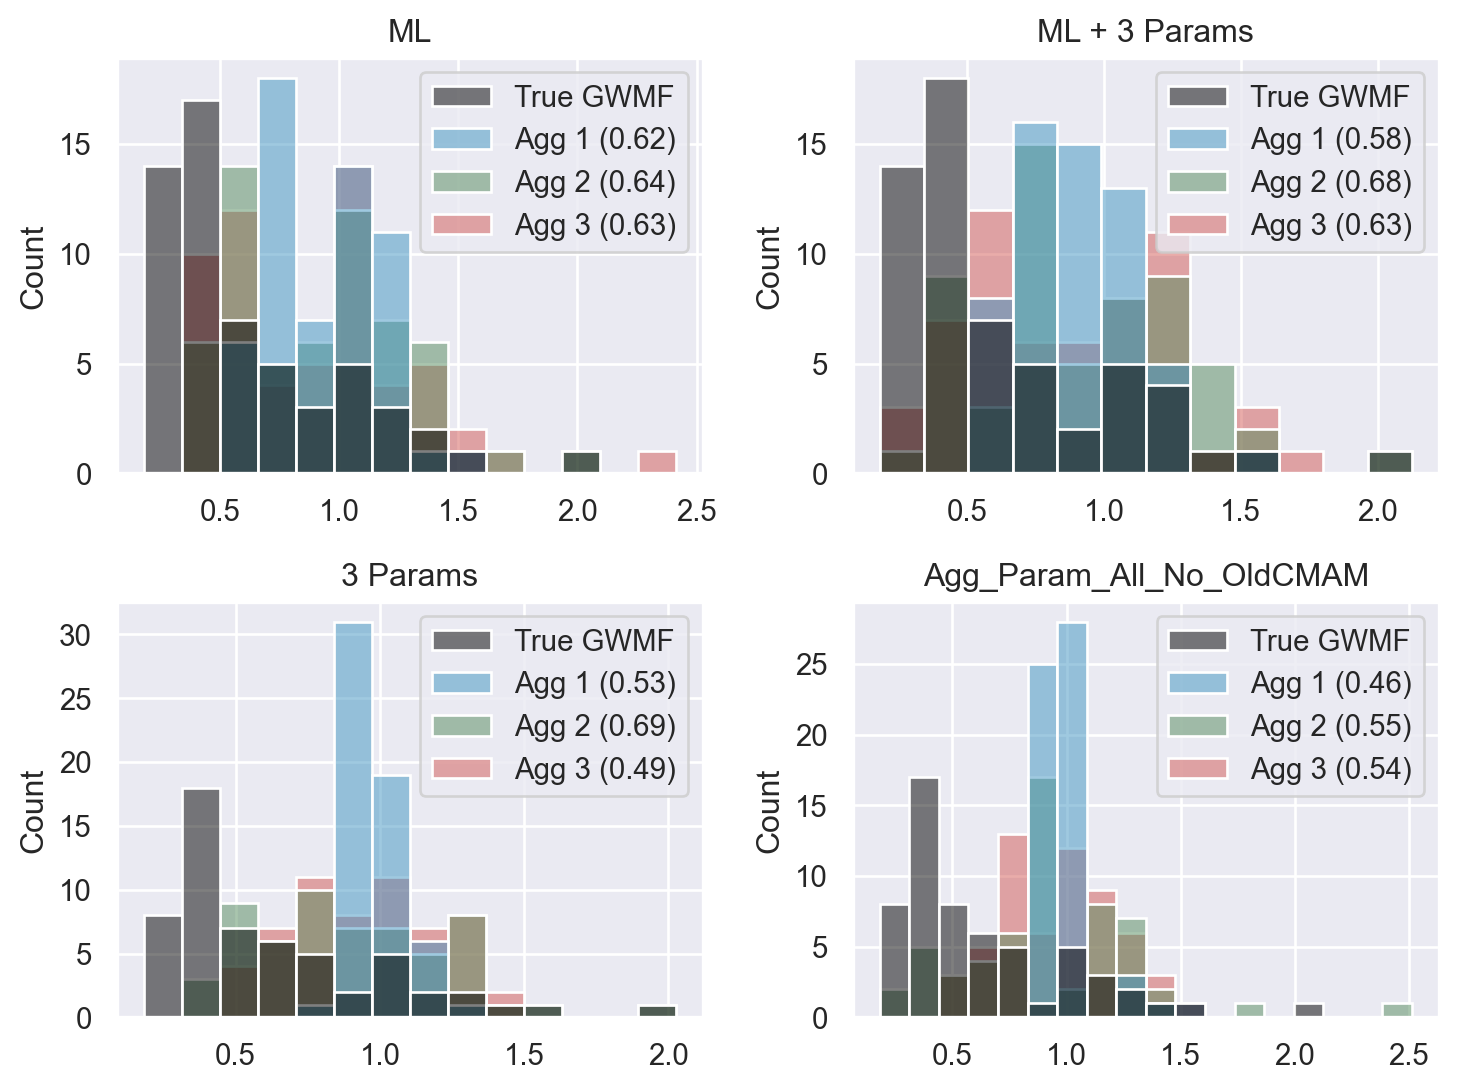 ML
Count
15
10
5
0
0.5
1.0
1.5
2.0
2.5
True GWMF
Agg 1 (0.62)
Agg 2 (0.64)
Agg 3 (0.63)
ML + 3 Params
Count
15
10
5
0
0.5
1.0
1.5
2.0
True GWMF
Agg 1 (0.58)
Agg 2 (0.68)
Agg 3 (0.63)
3 Params
Count
30
25
20
15
10
5
0
0.5
1.0
1.5
2.0
True GWMF
Agg 1 (0.53)
Agg 2 (0.69)
Agg 3 (0.49)
Agg_Param_All_No_OldCMAM
Count
25
20
15
10
5
0
0.5
1.0
1.5
2.0
2.5
True GWMF
Agg 1 (0.46)
Agg 2 (0.55)
Agg 3 (0.54)